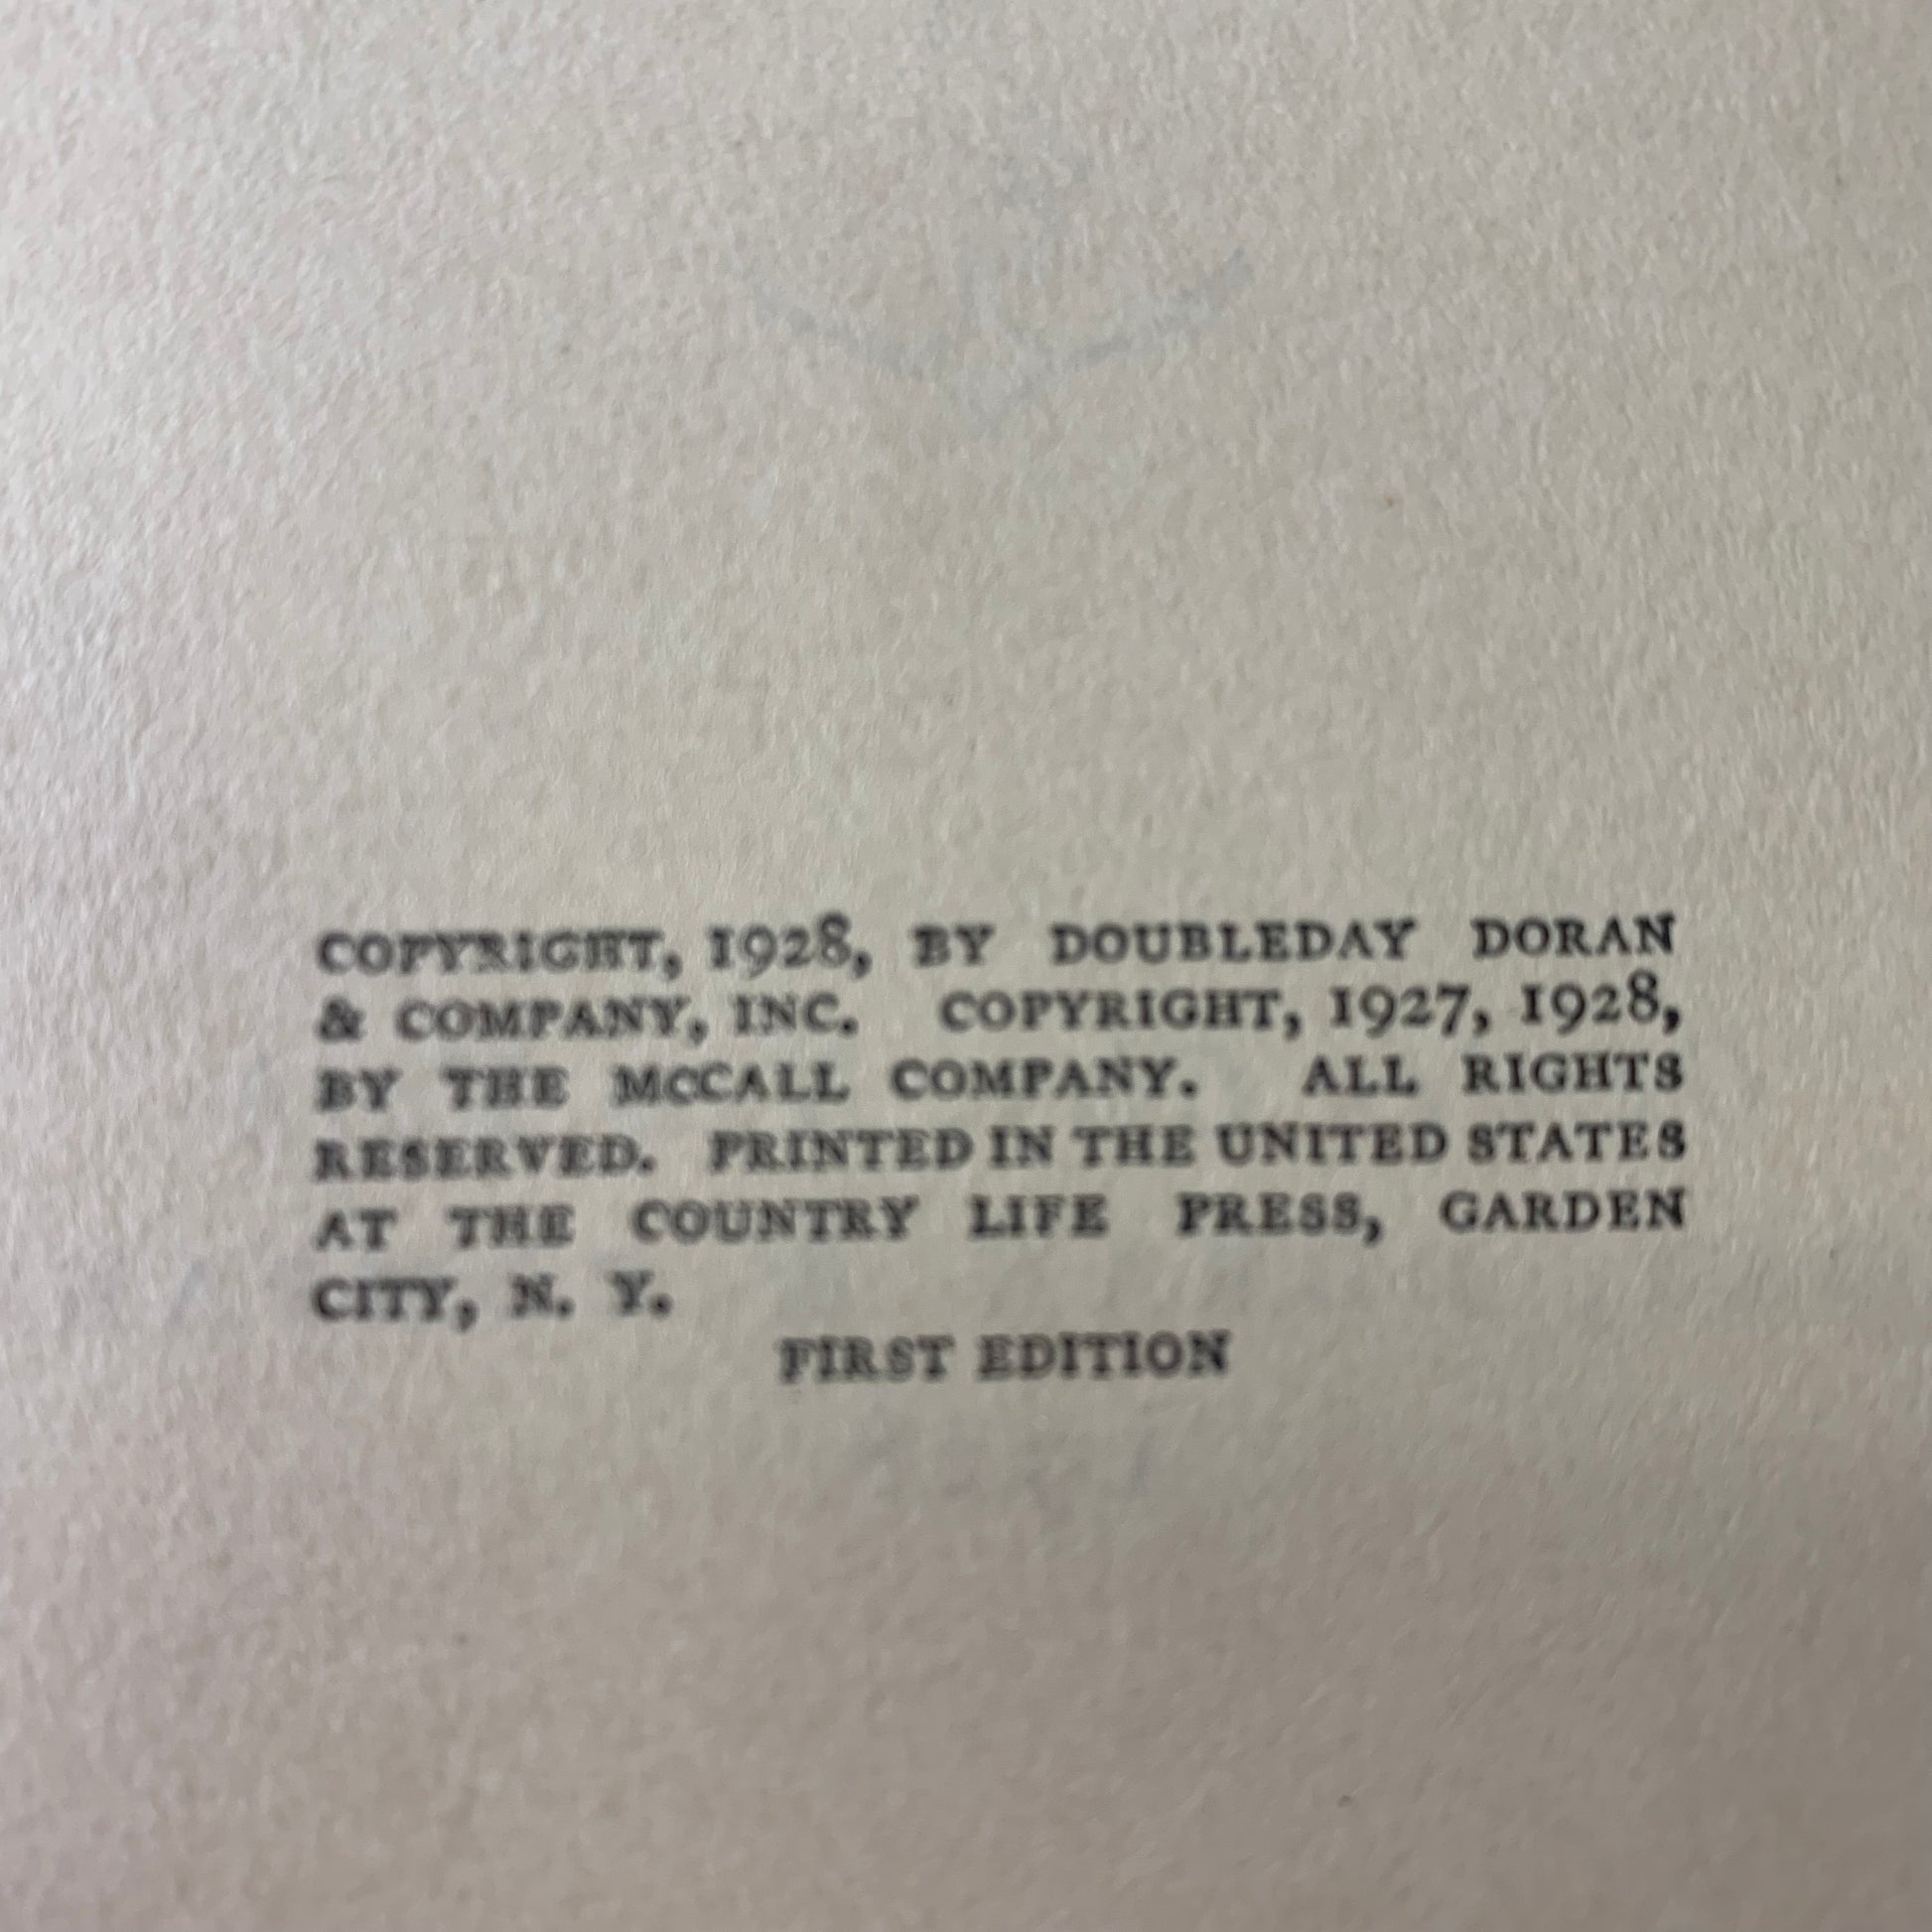 COPYRIGHT, 1928, BY DOUBLEDAY DORAN
& COMPANY, INC. COPYRIGHT, 1927, 1928,
BY THE MCCALL COMPANY. ALL RIGHTS
RESERVED. PRINTED IN THE UNITED STATES
AT THE COUNTRY LIFE PRESS, GARDEN
CITY, N. Y.
FIRST EDITION